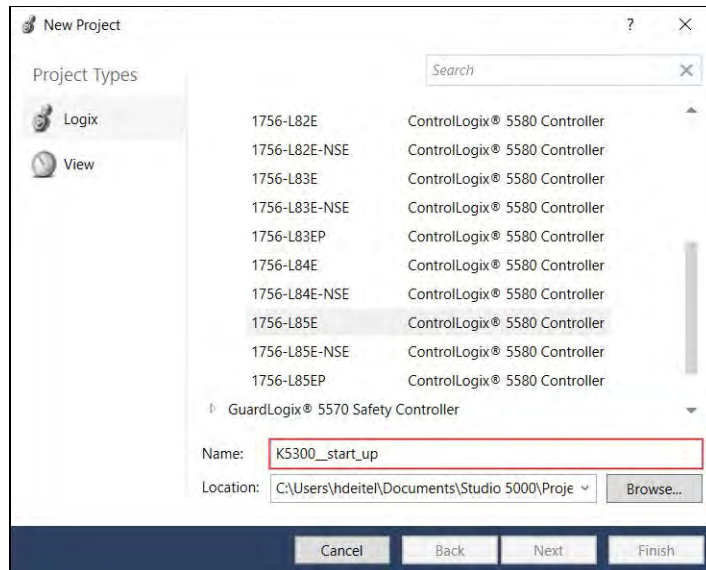 New Project
?
Project Types
Search
Logix
View
1756-L82E ControlLogix® 5580 Controller
1756-L82E-NSE ControlLogix® 5580 Controller
1756-L83E ControlLogix® 5580 Controller
1756-L83E-NSE ControlLogix® 5580 Controller
1756-L83EP ControlLogix® 5580 Controller
1756-L84E ControlLogix® 5580 Controller
1756-L84E-NSE ControlLogix® 5580 Controller
1756-L85E ControlLogix® 5580 Controller
1756-L85E-NSE ControlLogix® 5580 Controller
1756-L85EP ControlLogix® 5580 Controller
GuardLogix® 5570 Safety Controller
Name: K5300__start_up
Location: C:\Users\hdeitel\Documents\Studio 5000\Proje Browse...
Cancel Back Next Finish